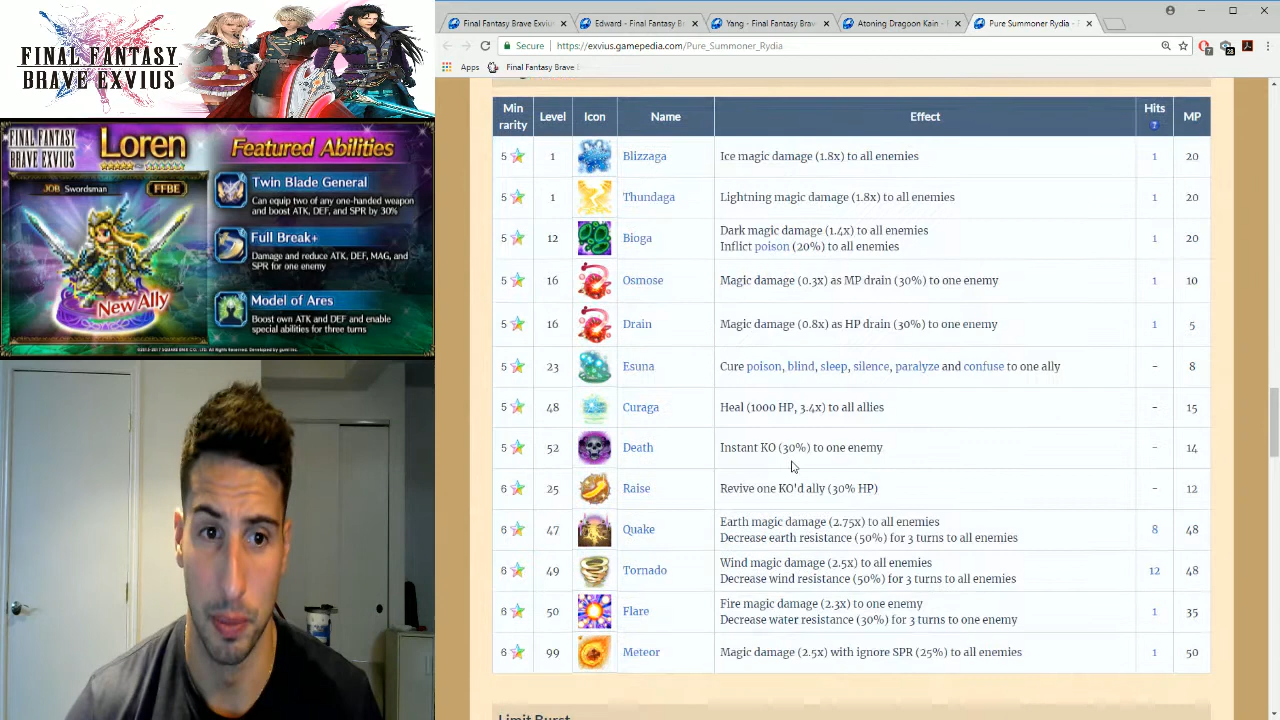 FINAL FANTASY
BRAVE EXVIUS
FINAL FANTASY
BRAVE EXVIUS
Loren
JOB Swordsman
FFBE
New Ally
Featured Abilities
Twin Blade General
Can equip two of any one-handed weapon
and boost ATK, DEF, and SPR by 30%
Full Break+
Damage and reduce ATK, DEF, MAG, and
SPR for one enemy
Model of Ares
Boost own ATK and DEF and enable
special abilities for three turns
Final Fantasy Brave Exvi
Edward - Final Fantasy B
Yang - Final Fantasy Bra
Atoning Dragoon Kain -
Pure Summoner Rydia -
Secure
https://exvius.gamepedia.com/Pure_Summoner_Rydia
Apps
Final Fantasy Brave
Min rarity Level Icon Name Effect Hits MP
5 1 Blizzaga Ice magic damage (1.8x) to all enemies 1 20
5 1 Thundaga Lightning magic damage (1.8x) to all enemies 1 20
5 12 Bioga Dark magic damage (1.4x) to all enemies 1 20
Inflict poison (20%) to all enemies
5 16 Osmose Magic damage (0.3x) as MP drain (30%) to one enemy 1 10
5 16 Drain Magic damage (0.8x) as HP drain (30%) to one enemy 1 5
5 23 Esuna Cure poison, blind, sleep, silence, paralyze and confuse to one ally - 8
5 48 Curaga Heal (1000 HP, 3.4x) to all allies - 15
5 52 Death Instant KO (30%) to one enemy - 14
6 25 Raise Revive one KO'd ally (30% HP) - 12
6 47 Quake Earth magic damage (2.75x) to all enemies 8 48
Decrease earth resistance (50%) for 3 turns to all enemies
6 49 Tornado Wind magic damage (2.5x) to all enemies 12 48
Decrease wind resistance (50%) for 3 turns to all enemies
6 50 Flare Fire magic damage (2.3x) to one enemy 1 35
Decrease water resistance (30%) for 3 turns to one enemy
6 99 Meteor Magic damage (2.5x) with ignore SPR (25%) to all enemies 1 50
Limit Burst